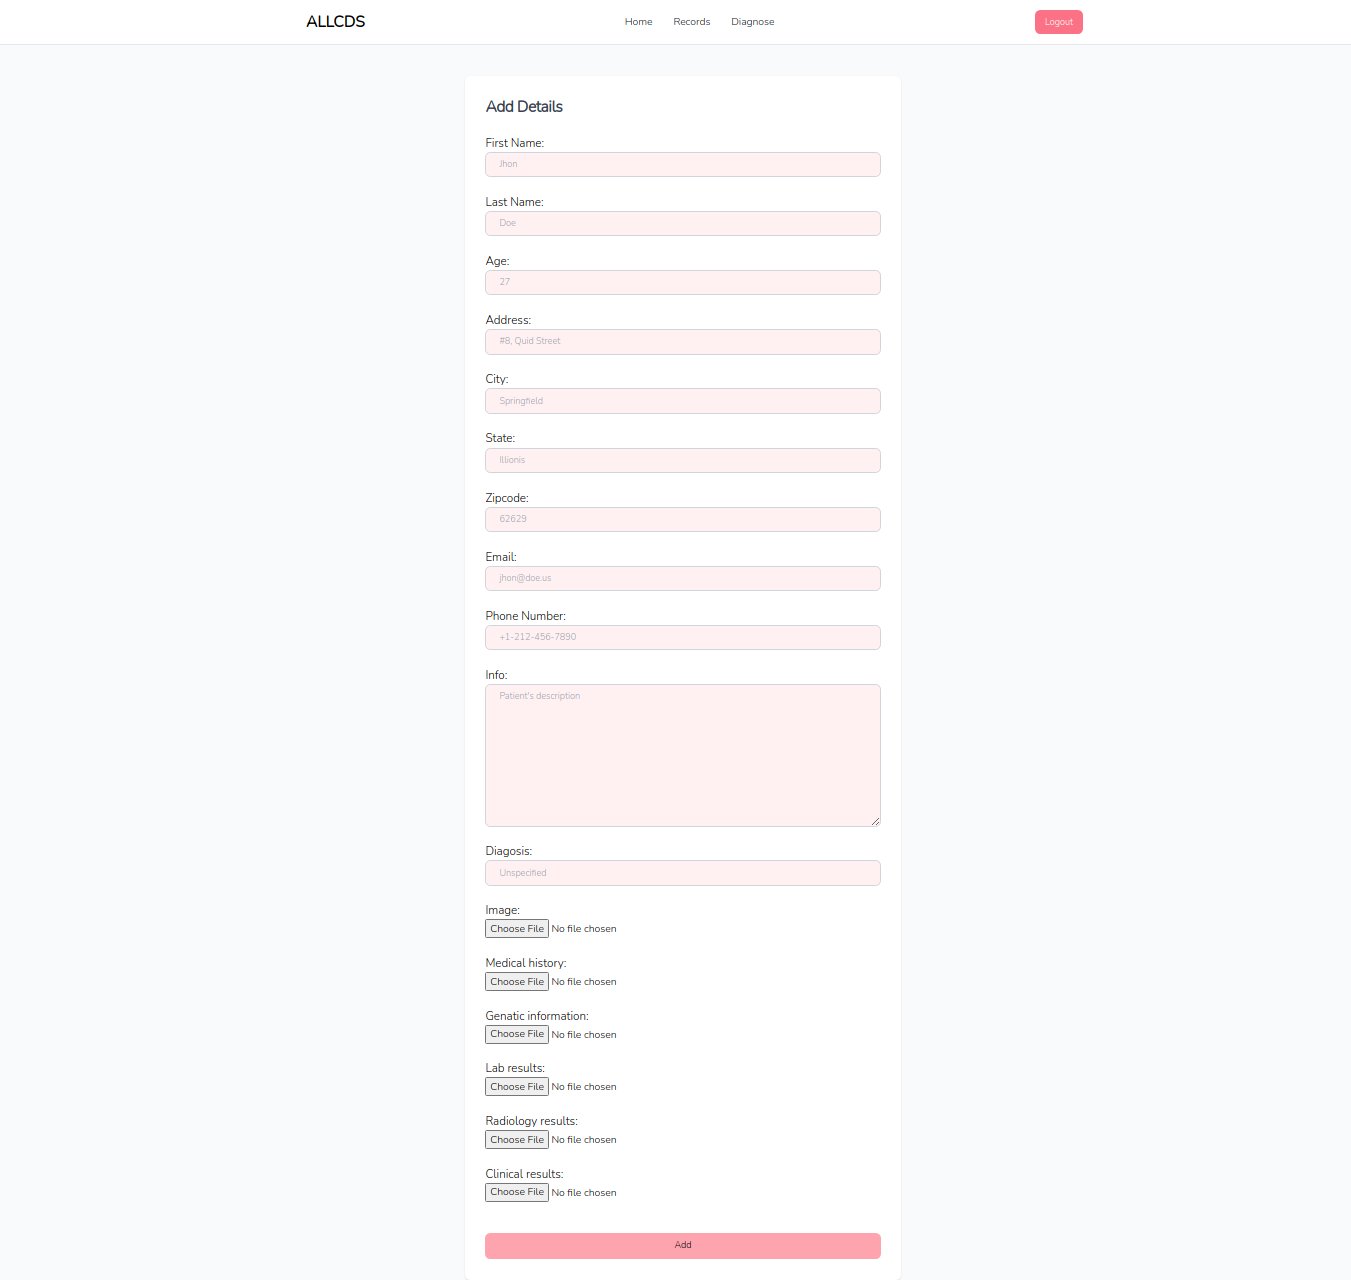 ALLCDS
Home
Records
Diagnose
Logout
Add Details
First Name:
Jhon
Last Name:
Doe
Age:
27
Address:
#8, Quid Street
City:
Springfield
State:
Illionis
Zipcode:
62629
Email:
jhon@doe.us
Phone Number:
+1-212-456-7890
Info:
Patient's description
Diagosis:
Unspecified
Image:
Choose File No file chosen
Medical history:
Choose File No file chosen
Genatic information:
Choose File No file chosen
Lab results:
Choose File No file chosen
Radiology results:
Choose File No file chosen
Clinical results:
Choose File No file chosen
Add